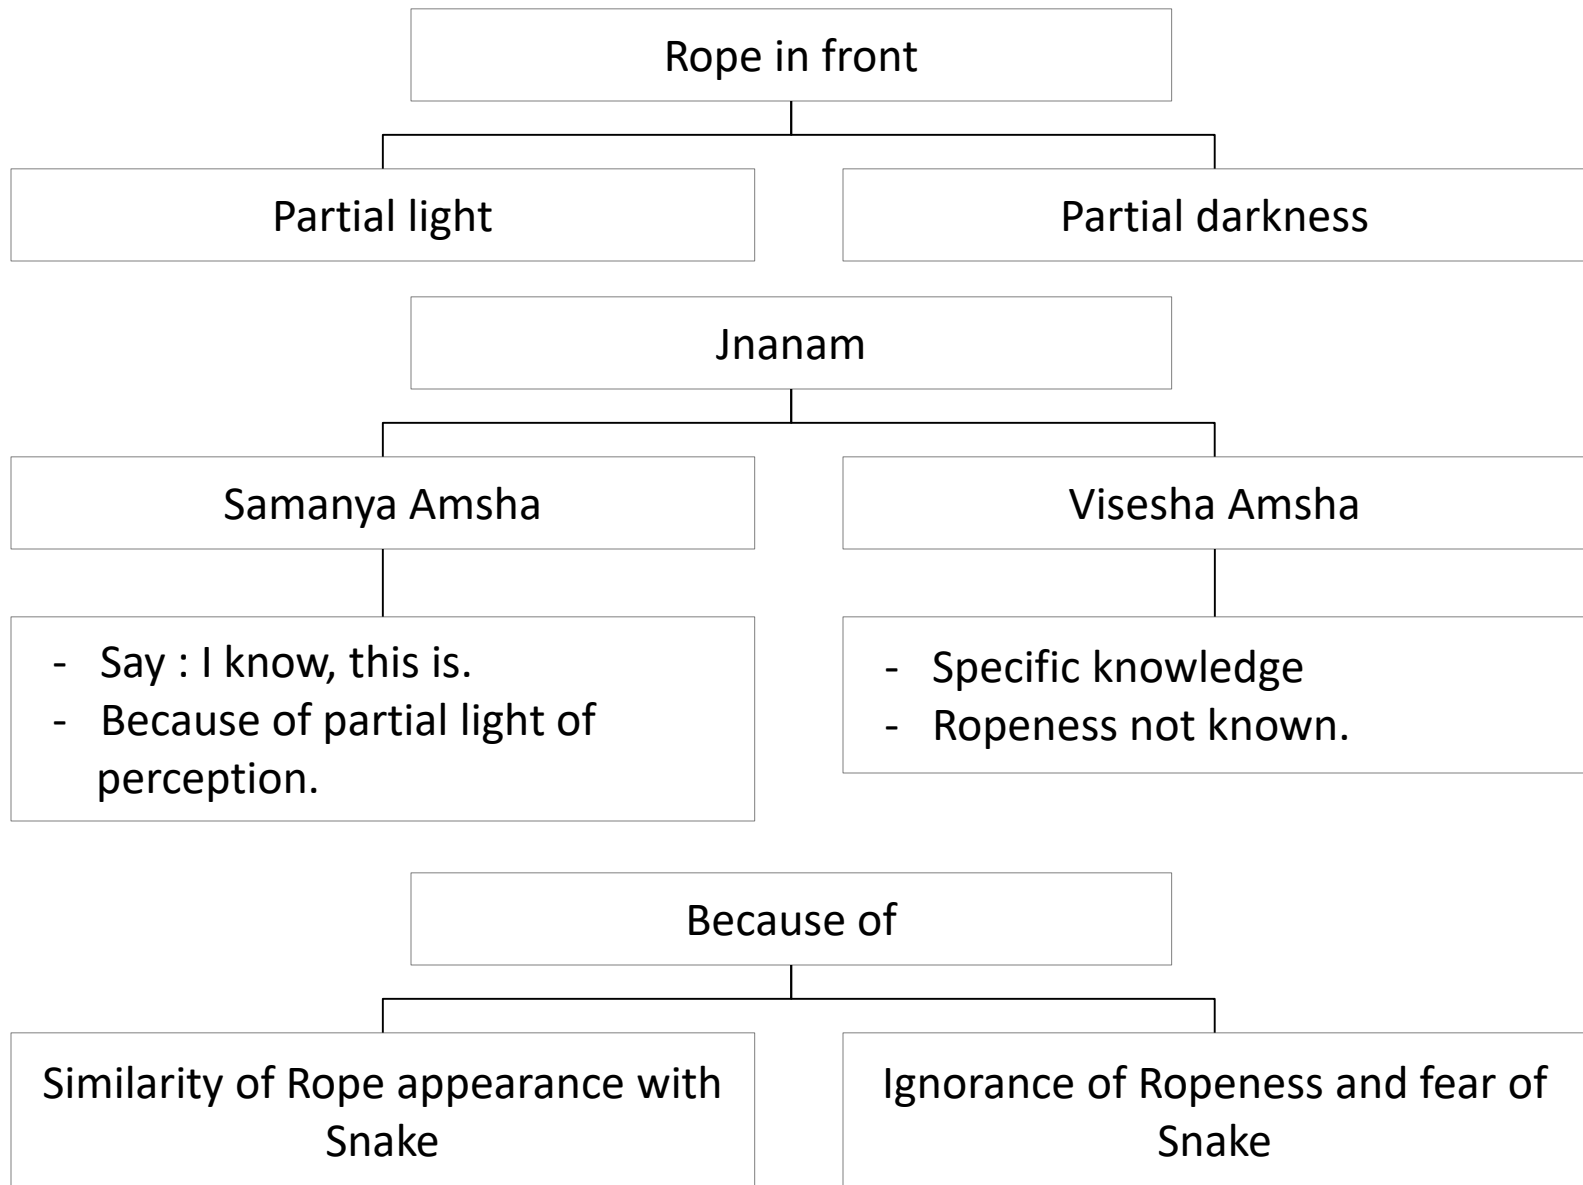 Rope in front
Partial light
Partial darkness
Jnanam
Samanya Amsha
Visesha Amsha
- Say : I know, this is.
- Because of partial light of
perception.
- Specific knowledge
- Ropeness not known.
Because of
Similarity of Rope appearance with
Snake
Ignorance of Ropeness and fear of
Snake